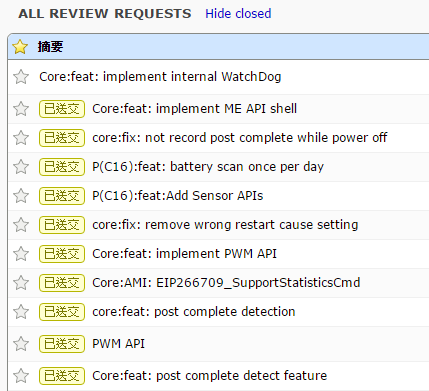 ALL REVIEW REQUESTS Hide closed
摘要
Core:feat: implement internal WatchDog
已送交 Core:feat: implement ME API shell
已送交 core:fix: not record post complete while power off
已送交 P(C16):feat: battery scan once per day
已送交 P(C16):feat:Add Sensor APIs
已送交 core:fix: remove wrong restart cause setting
已送交 Core:feat: implement PWM API
已送交 Core:AMI: EIP266709_SupportStatisticsCmd
已送交 core:feat: post complete detection
已送交 PWM API
已送交 Core:feat: post complete detect feature